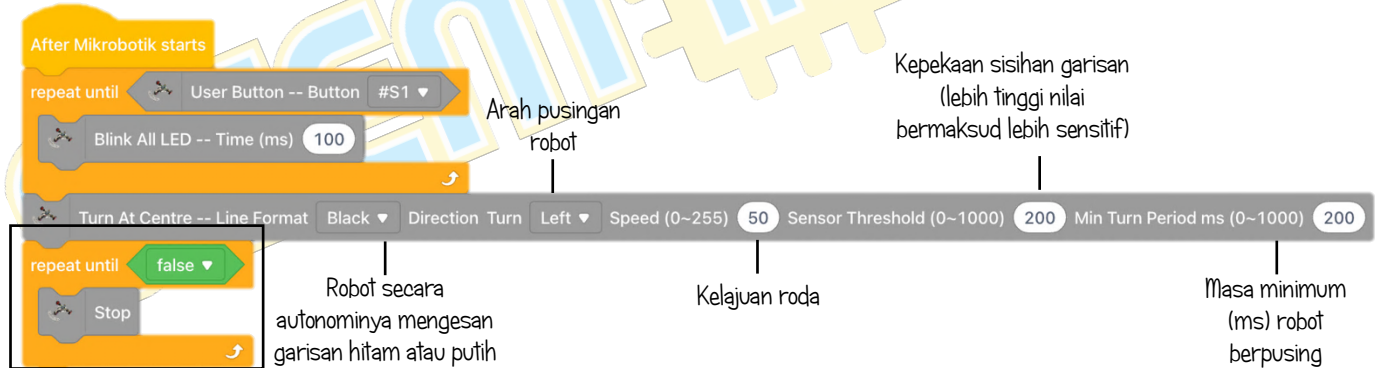 After Mikrobotik starts
repeat until User Button -- Button #S1
Blink All LED -- Time (ms) 100
Arah pusingan
robot
Kepekaan sisihan garisan
(lebih tinggi nilai
bermaksud lebih sensitif)
Turn At Centre -- Line Format Black Direction Turn Left Speed (0~255) 50 Sensor Threshold (0~1000) 200 Min Turn Period ms (0~1000) 200
repeat until false
Stop
Robot secara
autonominya mengesan
garisan hitam atau putih
Kelajuan roda
Masa minimum
(ms) robot
berpusing